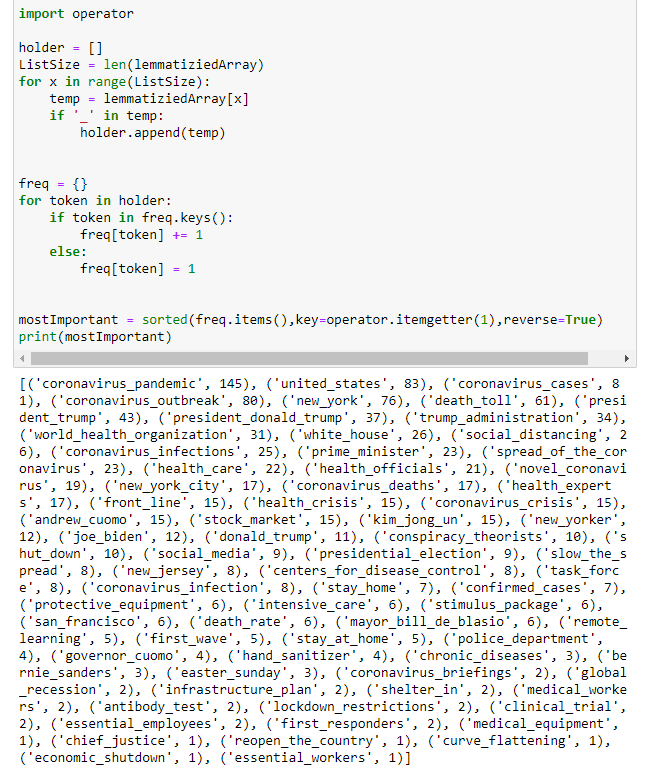 import operator
holder = []
ListSize = len(lemmatiziedArray)
for x in range(ListSize):
    temp = lemmatiziedArray[x]
    if '_' in temp:
        holder.append(temp)
freq = {}
for token in holder:
    if token in freq.keys():
        freq[token] += 1
    else:
        freq[token] = 1
mostImportant = sorted(freq.items(),key=operator.itemgetter(1),reverse=True)
print(mostImportant)
[('coronavirus_pandemic', 145), ('united_states', 83), ('coronavirus_cases', 8
1), ('coronavirus_outbreak', 80), ('new_york', 76), ('death_toll', 61), ('presi
dent_trump', 43), ('president_donald_trump', 37), ('trump_administration', 34),
('world_health_organization', 31), ('white_house', 26), ('social_distancing', 2
6), ('coronavirus_infections', 25), ('prime_minister', 23), ('spread_of_the_cor
onavirus', 23), ('health_care', 22), ('health_officials', 21), ('novel_coronavi
rus', 19), ('new_york_city', 17), ('coronavirus_deaths', 17), ('health_expert
s', 17), ('front_line', 15), ('health_crisis', 15), ('coronavirus_crisis', 15),
('andrew_cuomo', 15), ('stock_market', 15), ('kim_jong_un', 15), ('new_yorker',
12), ('joe_biden', 12), ('donald_trump', 11), ('conspiracy_theorists', 10), ('s
hut_down', 10), ('social_media', 9), ('presidential_election', 9), ('slow_the_s
pread', 8), ('new_jersey', 8), ('centers_for_disease_control', 8), ('task_forc
e', 8), ('coronavirus_infection', 8), ('stay_home', 7), ('confirmed_cases', 7),
('protective_equipment', 6), ('intensive_care', 6), ('stimulus_package', 6),
('san_francisco', 6), ('death_rate', 6), ('mayor_bill_de_blasio', 6), ('remote_
learning', 5), ('first_wave', 5), ('stay_at_home', 5), ('police_department',
4), ('governor_cuomo', 4), ('hand_sanitizer', 4), ('chronic_diseases', 3), ('be
rnie_sanders', 3), ('easter_sunday', 3), ('coronavirus_briefings', 2), ('global
_recession', 2), ('infrastructure_plan', 2), ('shelter_in', 2), ('medical_worke
rs', 2), ('antibody_test', 2), ('lockdown_restrictions', 2), ('clinical_trial',
2), ('essential_employees', 2), ('first_responders', 2), ('medical_equipment',
1), ('chief_justice', 1), ('reopen_the_country', 1), ('curve_flattening', 1),
('economic_shutdown', 1), ('essential_workers', 1)]